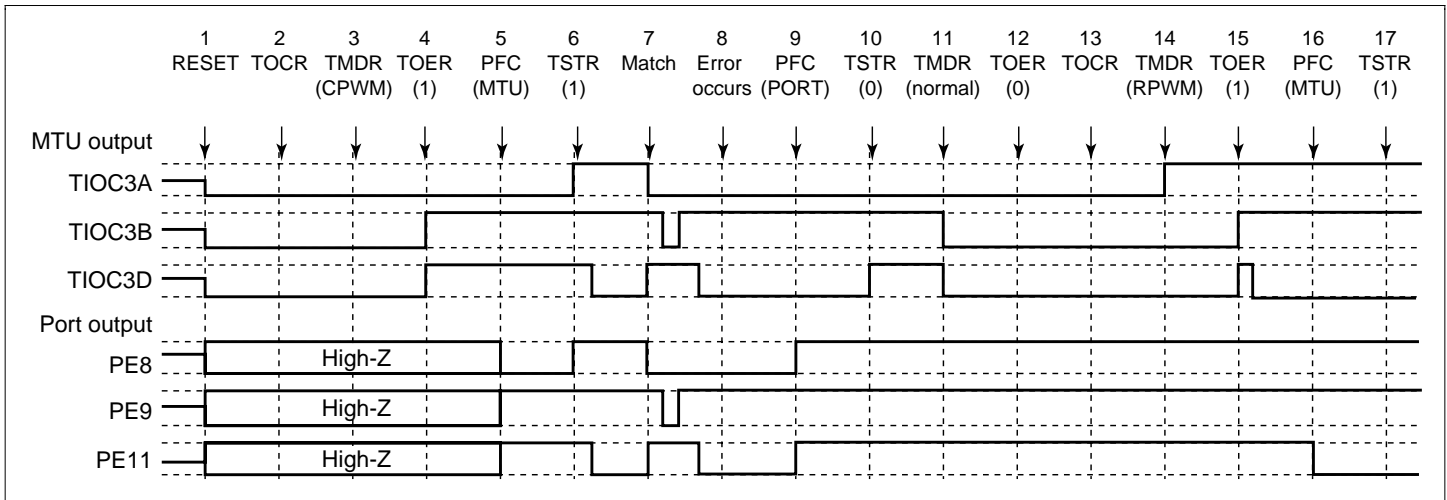 1 2 3 4 5 6 7 8 9 10 11 12 13 14 15 16 17
RESET TOCR TMDR TOER PFC TSTR Match Error PFC TSTR TMDR TOER TOCR TMDR TOER PFC TSTR
(CPWM) (1) (MTU) (1) occurs (PORT) (0) (normal) (0) (RPWM) (1) (MTU) (1)
MTU output
TIOC3A
TIOC3B
TIOC3D
Port output
PE8 High-Z
PE9 High-Z
PE11 High-Z